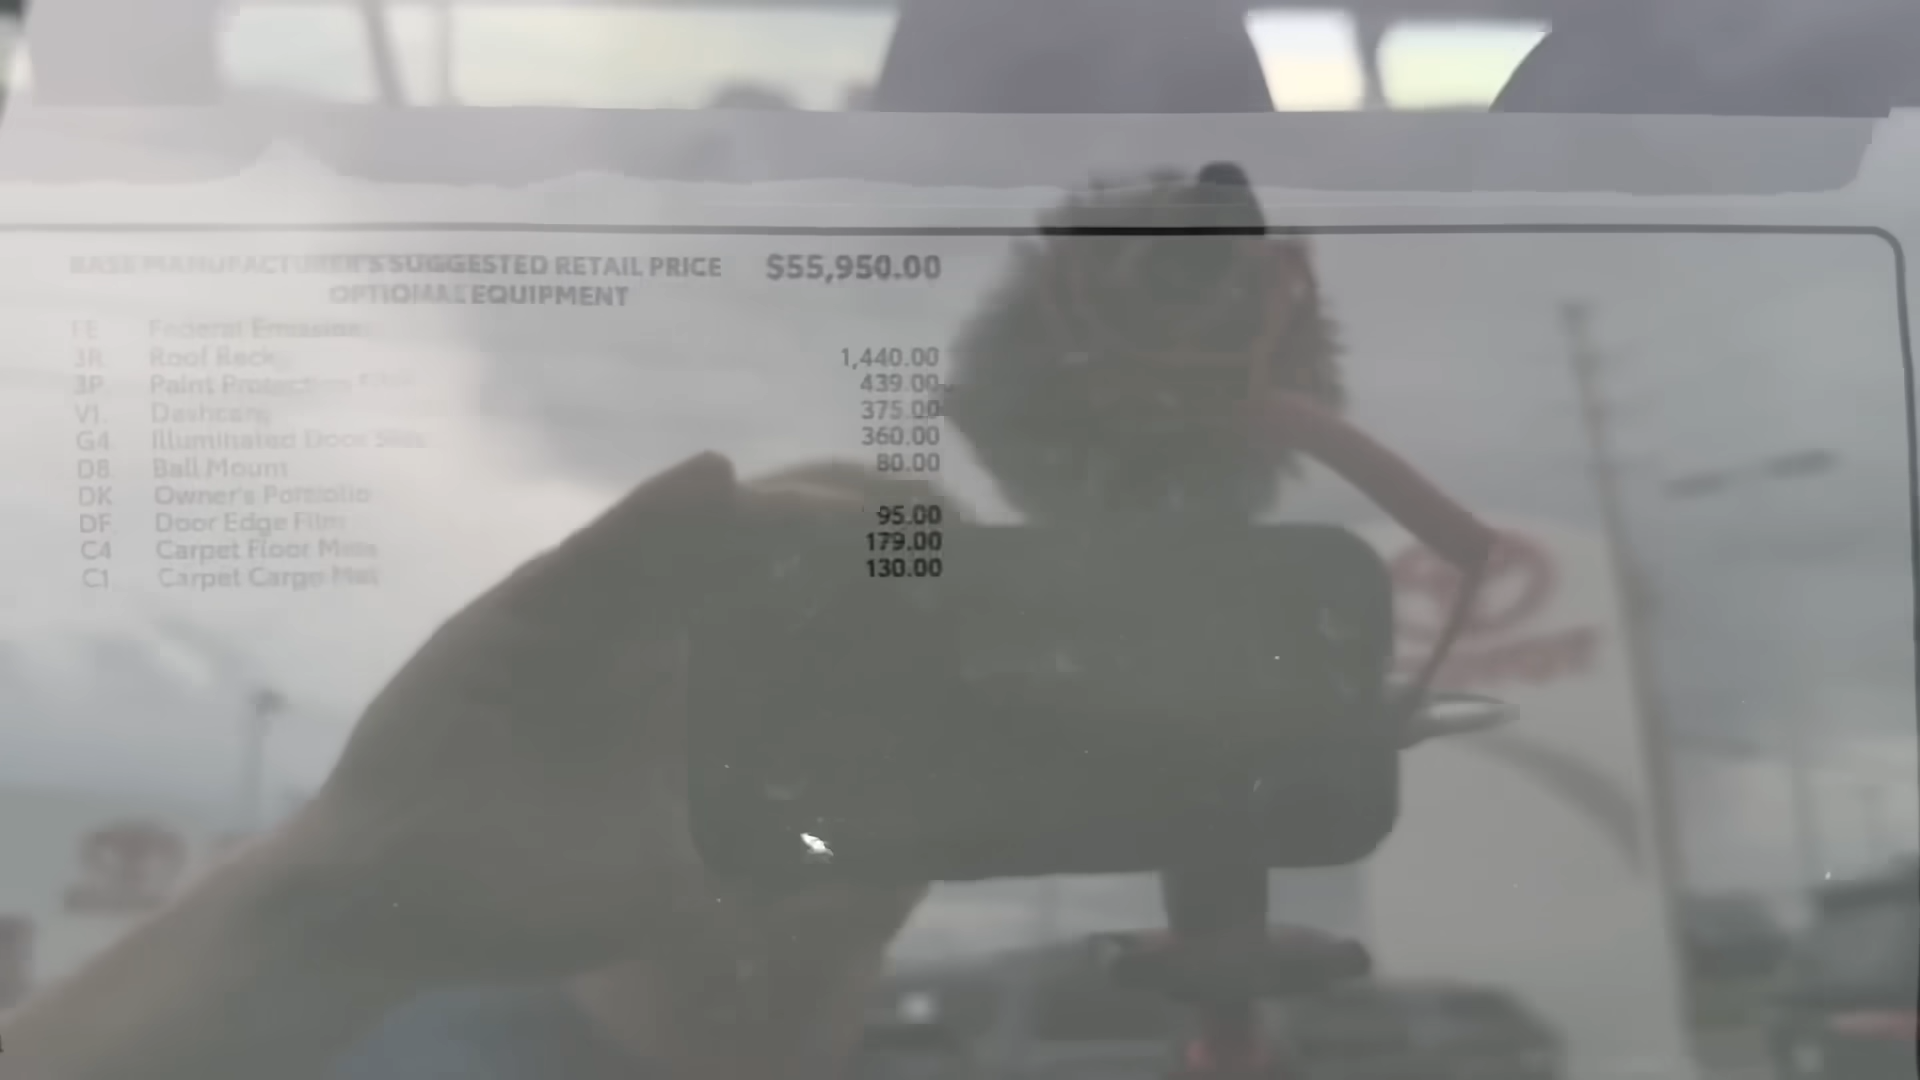 BASE MANUFACTURER'S SUGGESTED RETAIL PRICE $55,950.00
OPTIONAL EQUIPMENT
FE Federal Emissions
3R Roof Rack 1,440.00
3P Paint Protection Film 439.00
V1. Dashcam 375.00
G4 Illuminated Door Sills 360.00
D8. Ball Mount 80.00
DK Owner's Portfolio
DF. Door Edge Film 95.00
C4 Carpet Floor Mats 179.00
C1 Carpet Cargo Mat 130.00